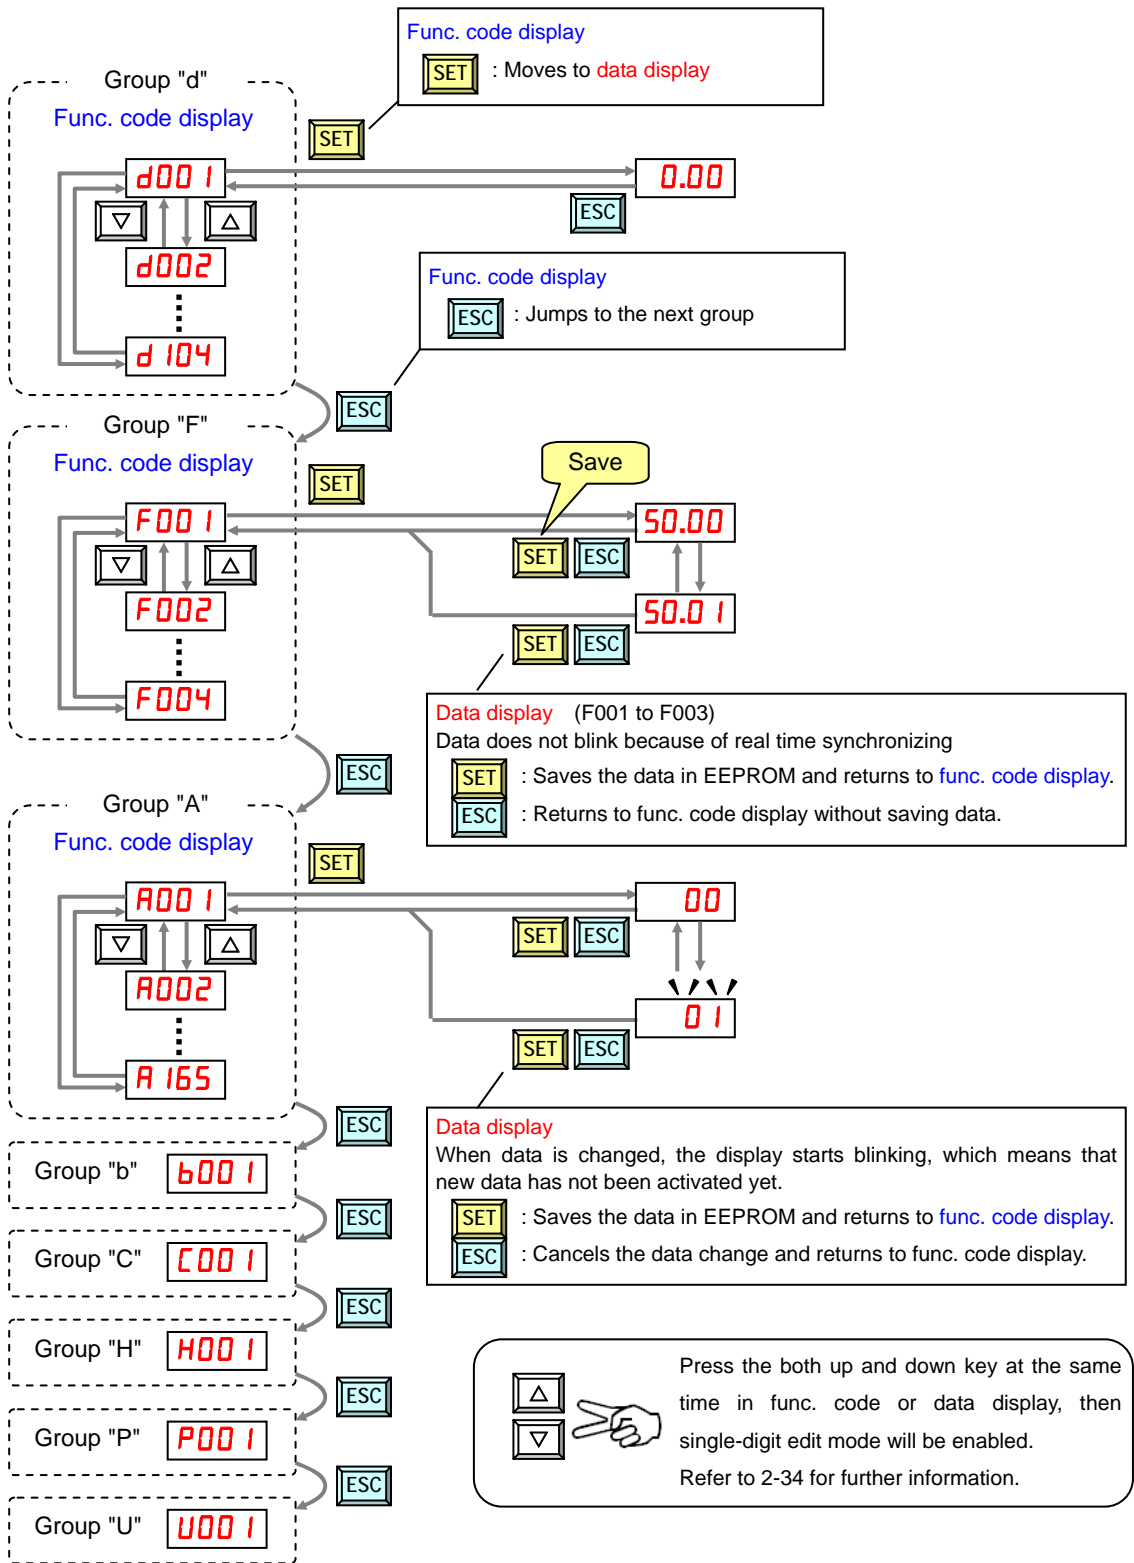 Func. code display
SET : Moves to data display
Group "d"
Func. code display
SET
d001
0.00
ESC
d002
d104
Func. code display
ESC : Jumps to the next group
ESC
Group "F"
Func. code display
SET
Save
F001
50.00
SET ESC
F002
50.01
SET ESC
F004
Data display (F001 to F003)
Data does not blink because of real time synchronizing
SET : Saves the data in EEPROM and returns to func. code display.
ESC : Returns to func. code display without saving data.
ESC
Group "A"
Func. code display
SET
A001
00
SET ESC
A002
01
SET ESC
A165
ESC
Data display
When data is changed, the display starts blinking, which means that
new data has not been activated yet.
SET : Saves the data in EEPROM and returns to func. code display.
ESC : Cancels the data change and returns to func. code display.
Group "b" b001
ESC
Group "C" C001
ESC
Group "H" H001
ESC
Group "P" P001
ESC
Group "U" U001
Press the both up and down key at the same
time in func. code or data display, then
single-digit edit mode will be enabled.
Refer to 2-34 for further information.